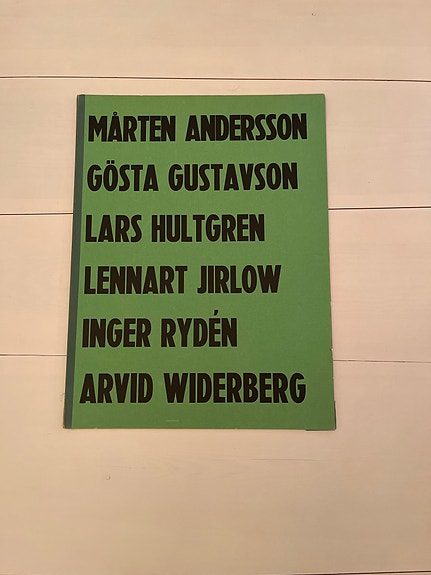 MÅRTEN ANDERSSON
GÖSTA GUSTAVSON
LARS HULTGREN
LENNART JIRLOW
INGER RYDÉN
ARVID WIDERBERG